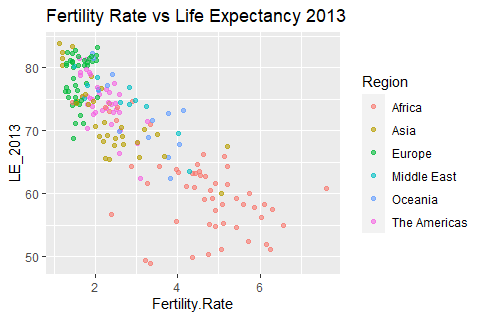 Fertility Rate vs Life Expectancy 2013
LE_2013
80
70
60
50
2
4
6
Fertility.Rate
Region
Africa
Asia
Europe
Middle East
Oceania
The Americas